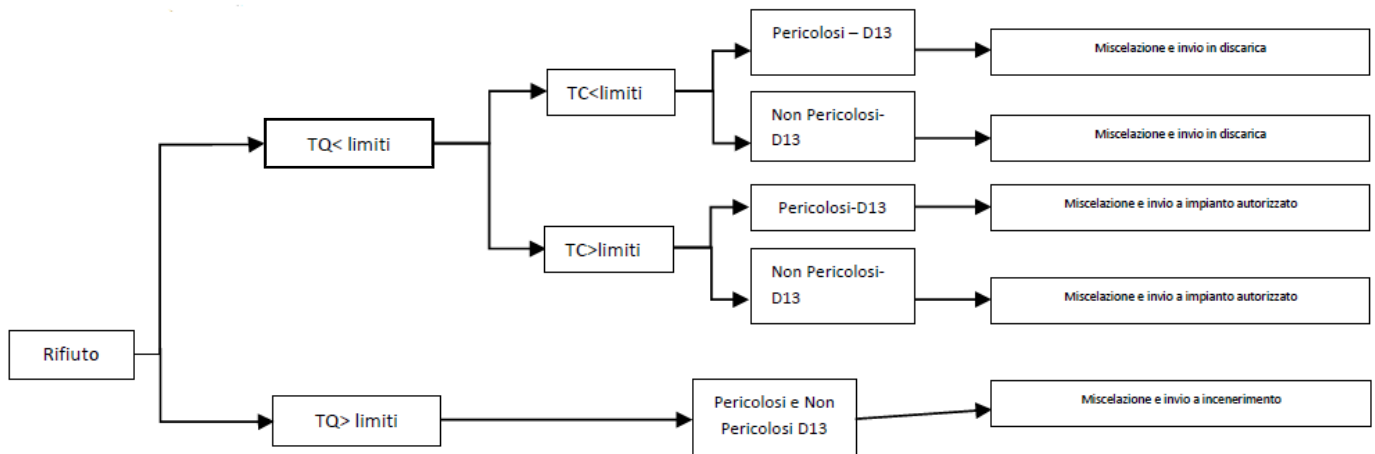 Pericolosi – D13
Miscelazione e invio in discarica
TC<limiti
Non Pericolosi-
D13
Miscelazione e invio in discarica
TQ< limiti
Pericolosi-D13
Miscelazione e invio a impianto autorizzato
TC>limiti
Non Pericolosi-
D13
Miscelazione e invio a impianto autorizzato
Rifiuto
TQ> limiti
Pericolosi e Non
Pericolosi D13
Miscelazione e invio a incenerimento